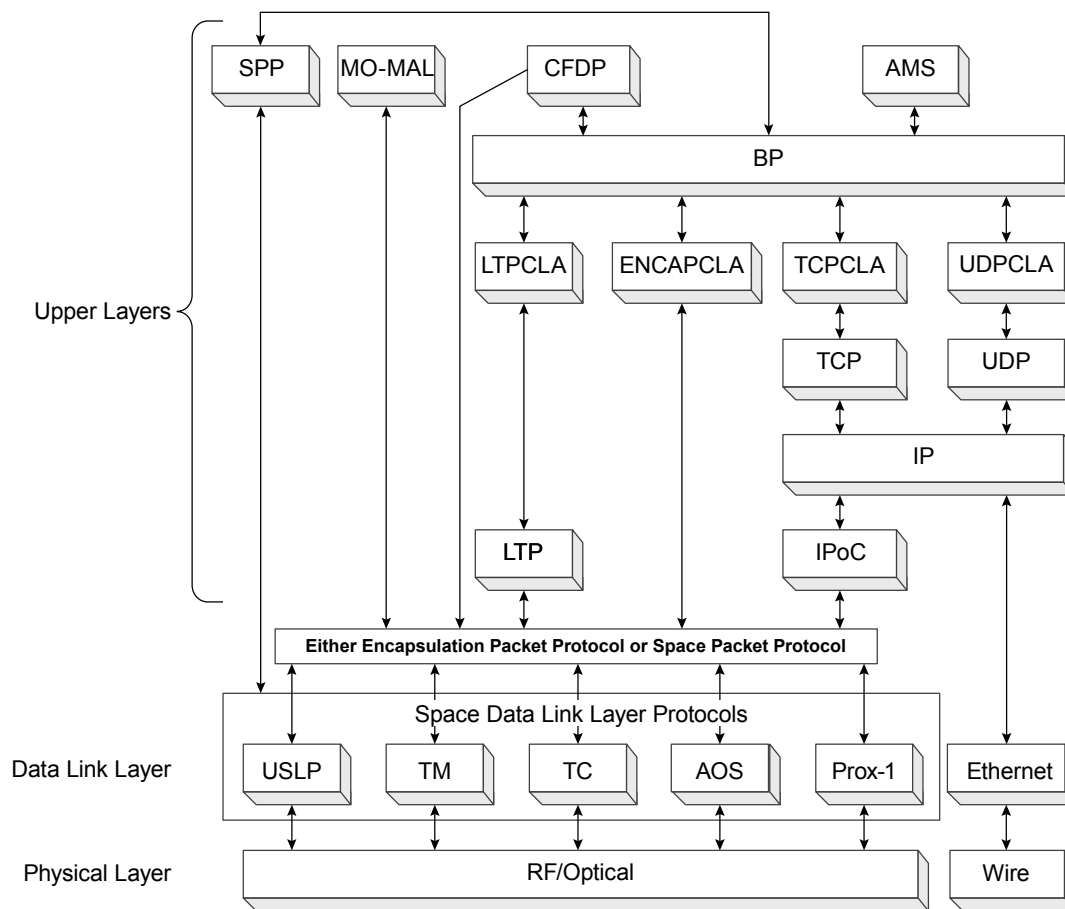 SPP
MO-MAL
CFDP
AMS
BP
LTPCLA
ENCAPCLA
TCPCLA
UDPCLA
Upper Layers
TCP
UDP
IP
LTP
IPoC
Either Encapsulation Packet Protocol or Space Packet Protocol
Space Data Link Layer Protocols
Data Link Layer
USLP
TM
TC
AOS
Prox-1
Ethernet
Physical Layer
RF/Optical
Wire